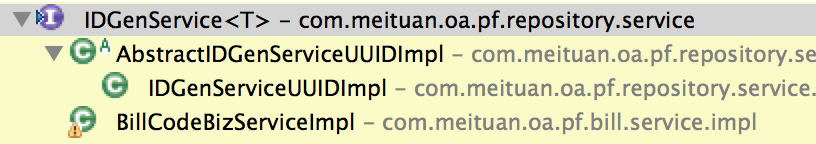 IDGenService<T> – com.meituan.oa.pf.repository.service
AbstractIDGenServiceUUIDImpl – com.meituan.oa.pf.repository.se
IDGenServiceUUIDImpl – com.meituan.oa.pf.repository.service.
BillCodeBizServiceImpl – com.meituan.oa.pf.bill.service.impl